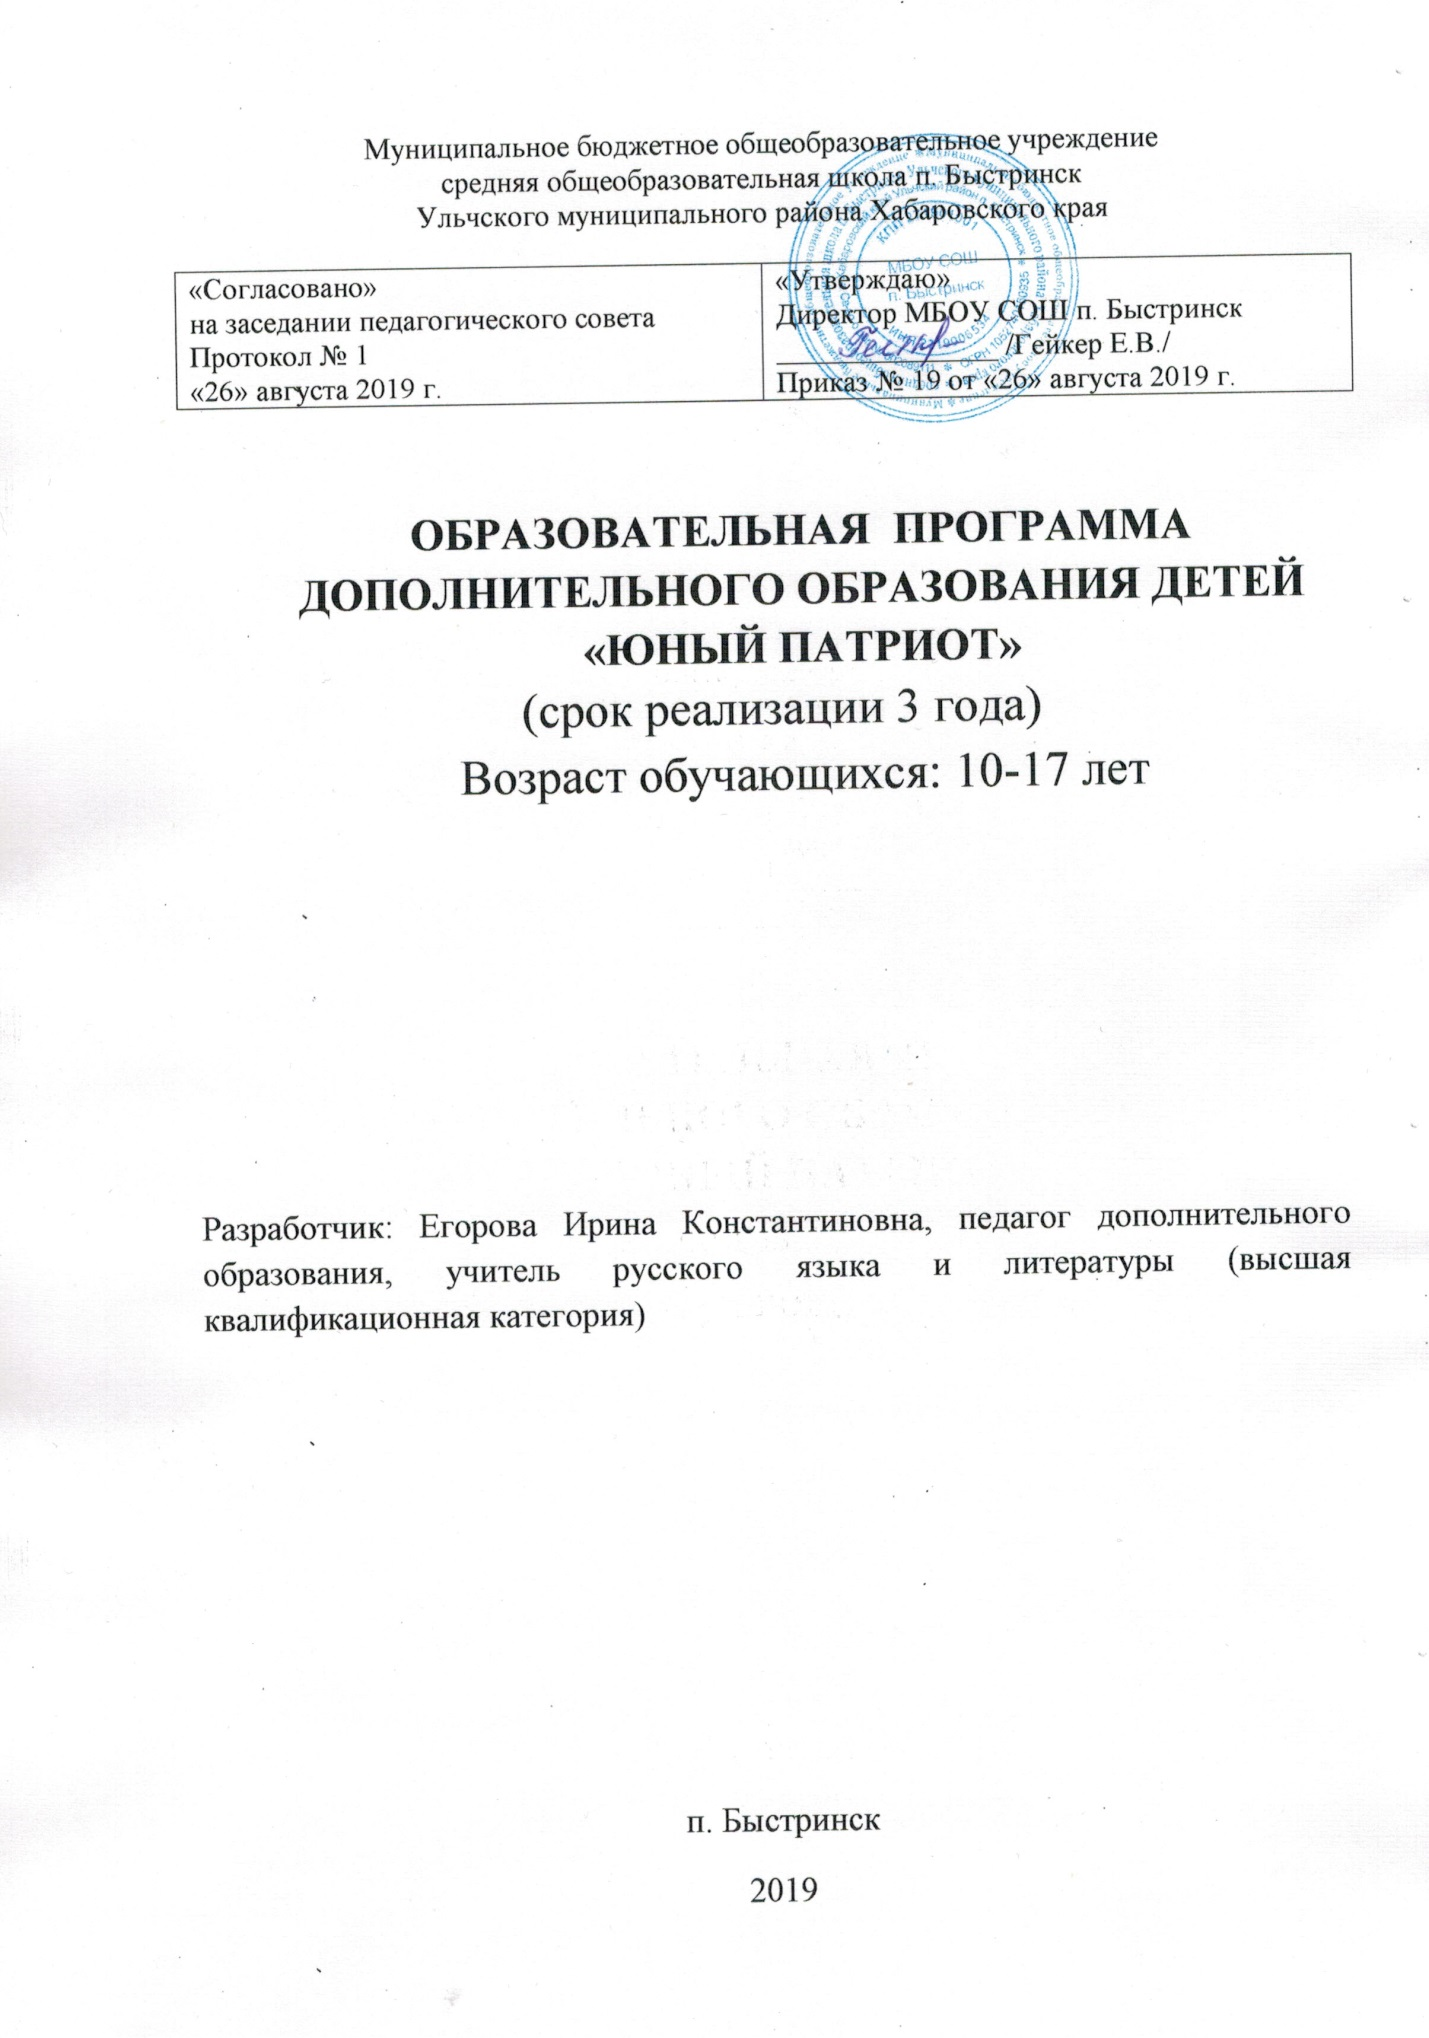 Муниципальное бюджетное общеобразовательное учреждение
средняя общеобразовательная школа п. Быстринск
Ульчского муниципального района Хабаровского края
«Согласовано»
на заседании педагогического совета
Протокол № 1
«26» августа 2019 г.
«Утверждаю»
Директор МБОУ СОШ п. Быстринск
/Гейкер Е.В./
Приказ № 19 от «26» августа 2019 г.
МБОУ СОШ
п. Быстринск
ОБРАЗОВАТЕЛЬНАЯ ПРОГРАММА
ДОПОЛНИТЕЛЬНОГО ОБРАЗОВАНИЯ ДЕТЕЙ
«ЮНЫЙ ПАТРИОТ»
(срок реализации 3 года)
Возраст обучающихся: 10-17 лет
Разработчик: Егорова Ирина Константиновна, педагог дополнительного
образования, учитель русского языка и литературы (высшая
квалификационная категория)
п. Быстринск
2019